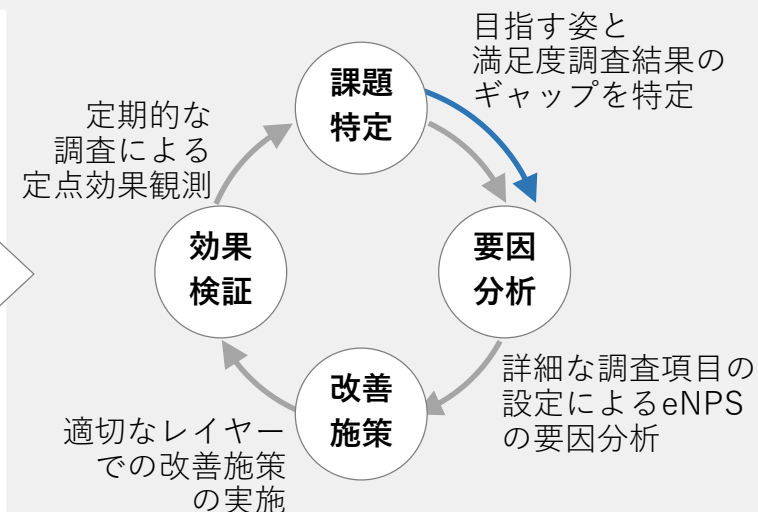 目指す姿と
満足度調査結果の
ギャップを特定
課題
特定
定期的な
調査による
定点効果観測
効果
検証
要因
分析
改善
施策
詳細な調査項目の
設定によるeNPS
の要因分析
適切なレイヤー
での改善施策
の実施